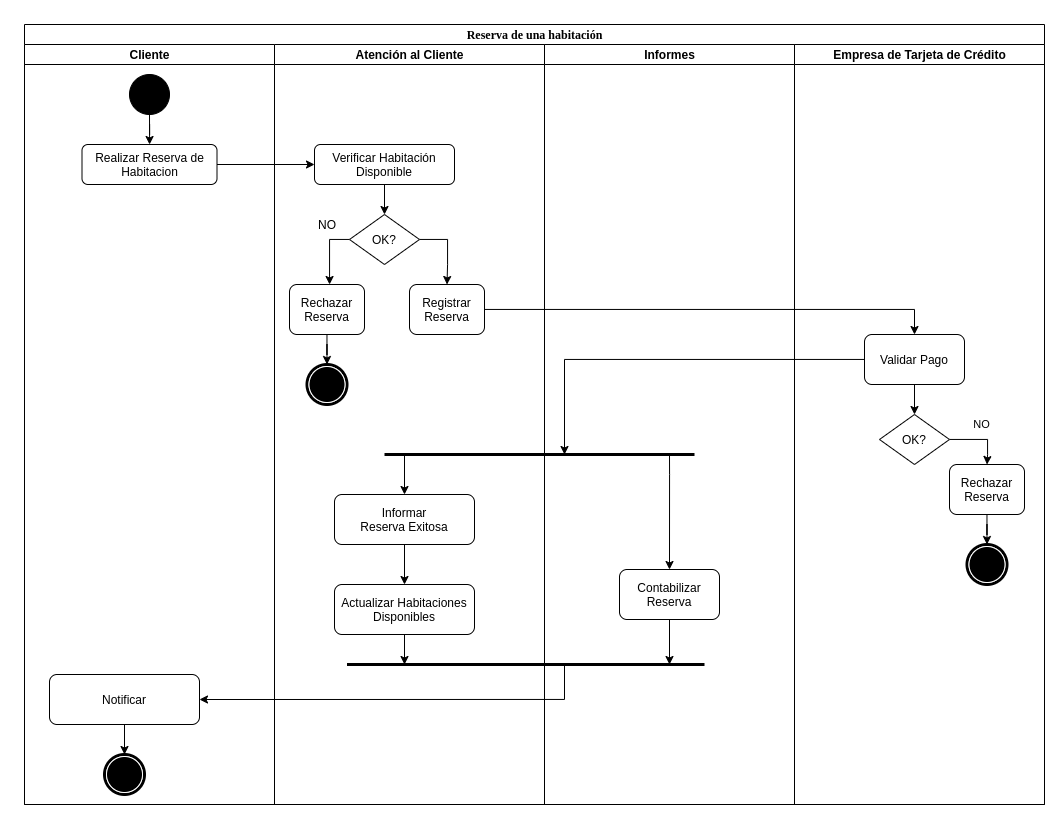 Reserva de una habitación
Cliente
Atención al Cliente
Informes
Empresa de Tarjeta de Crédito
Realizar Reserva de
Habitacion
Verificar Habitación
Disponible
NO
OK?
Rechazar
Reserva
Registrar
Reserva
Validar Pago
NO
OK?
Rechazar
Reserva
Informar
Reserva Exitosa
Contabilizar
Reserva
Actualizar Habitaciones
Disponibles
Notificar